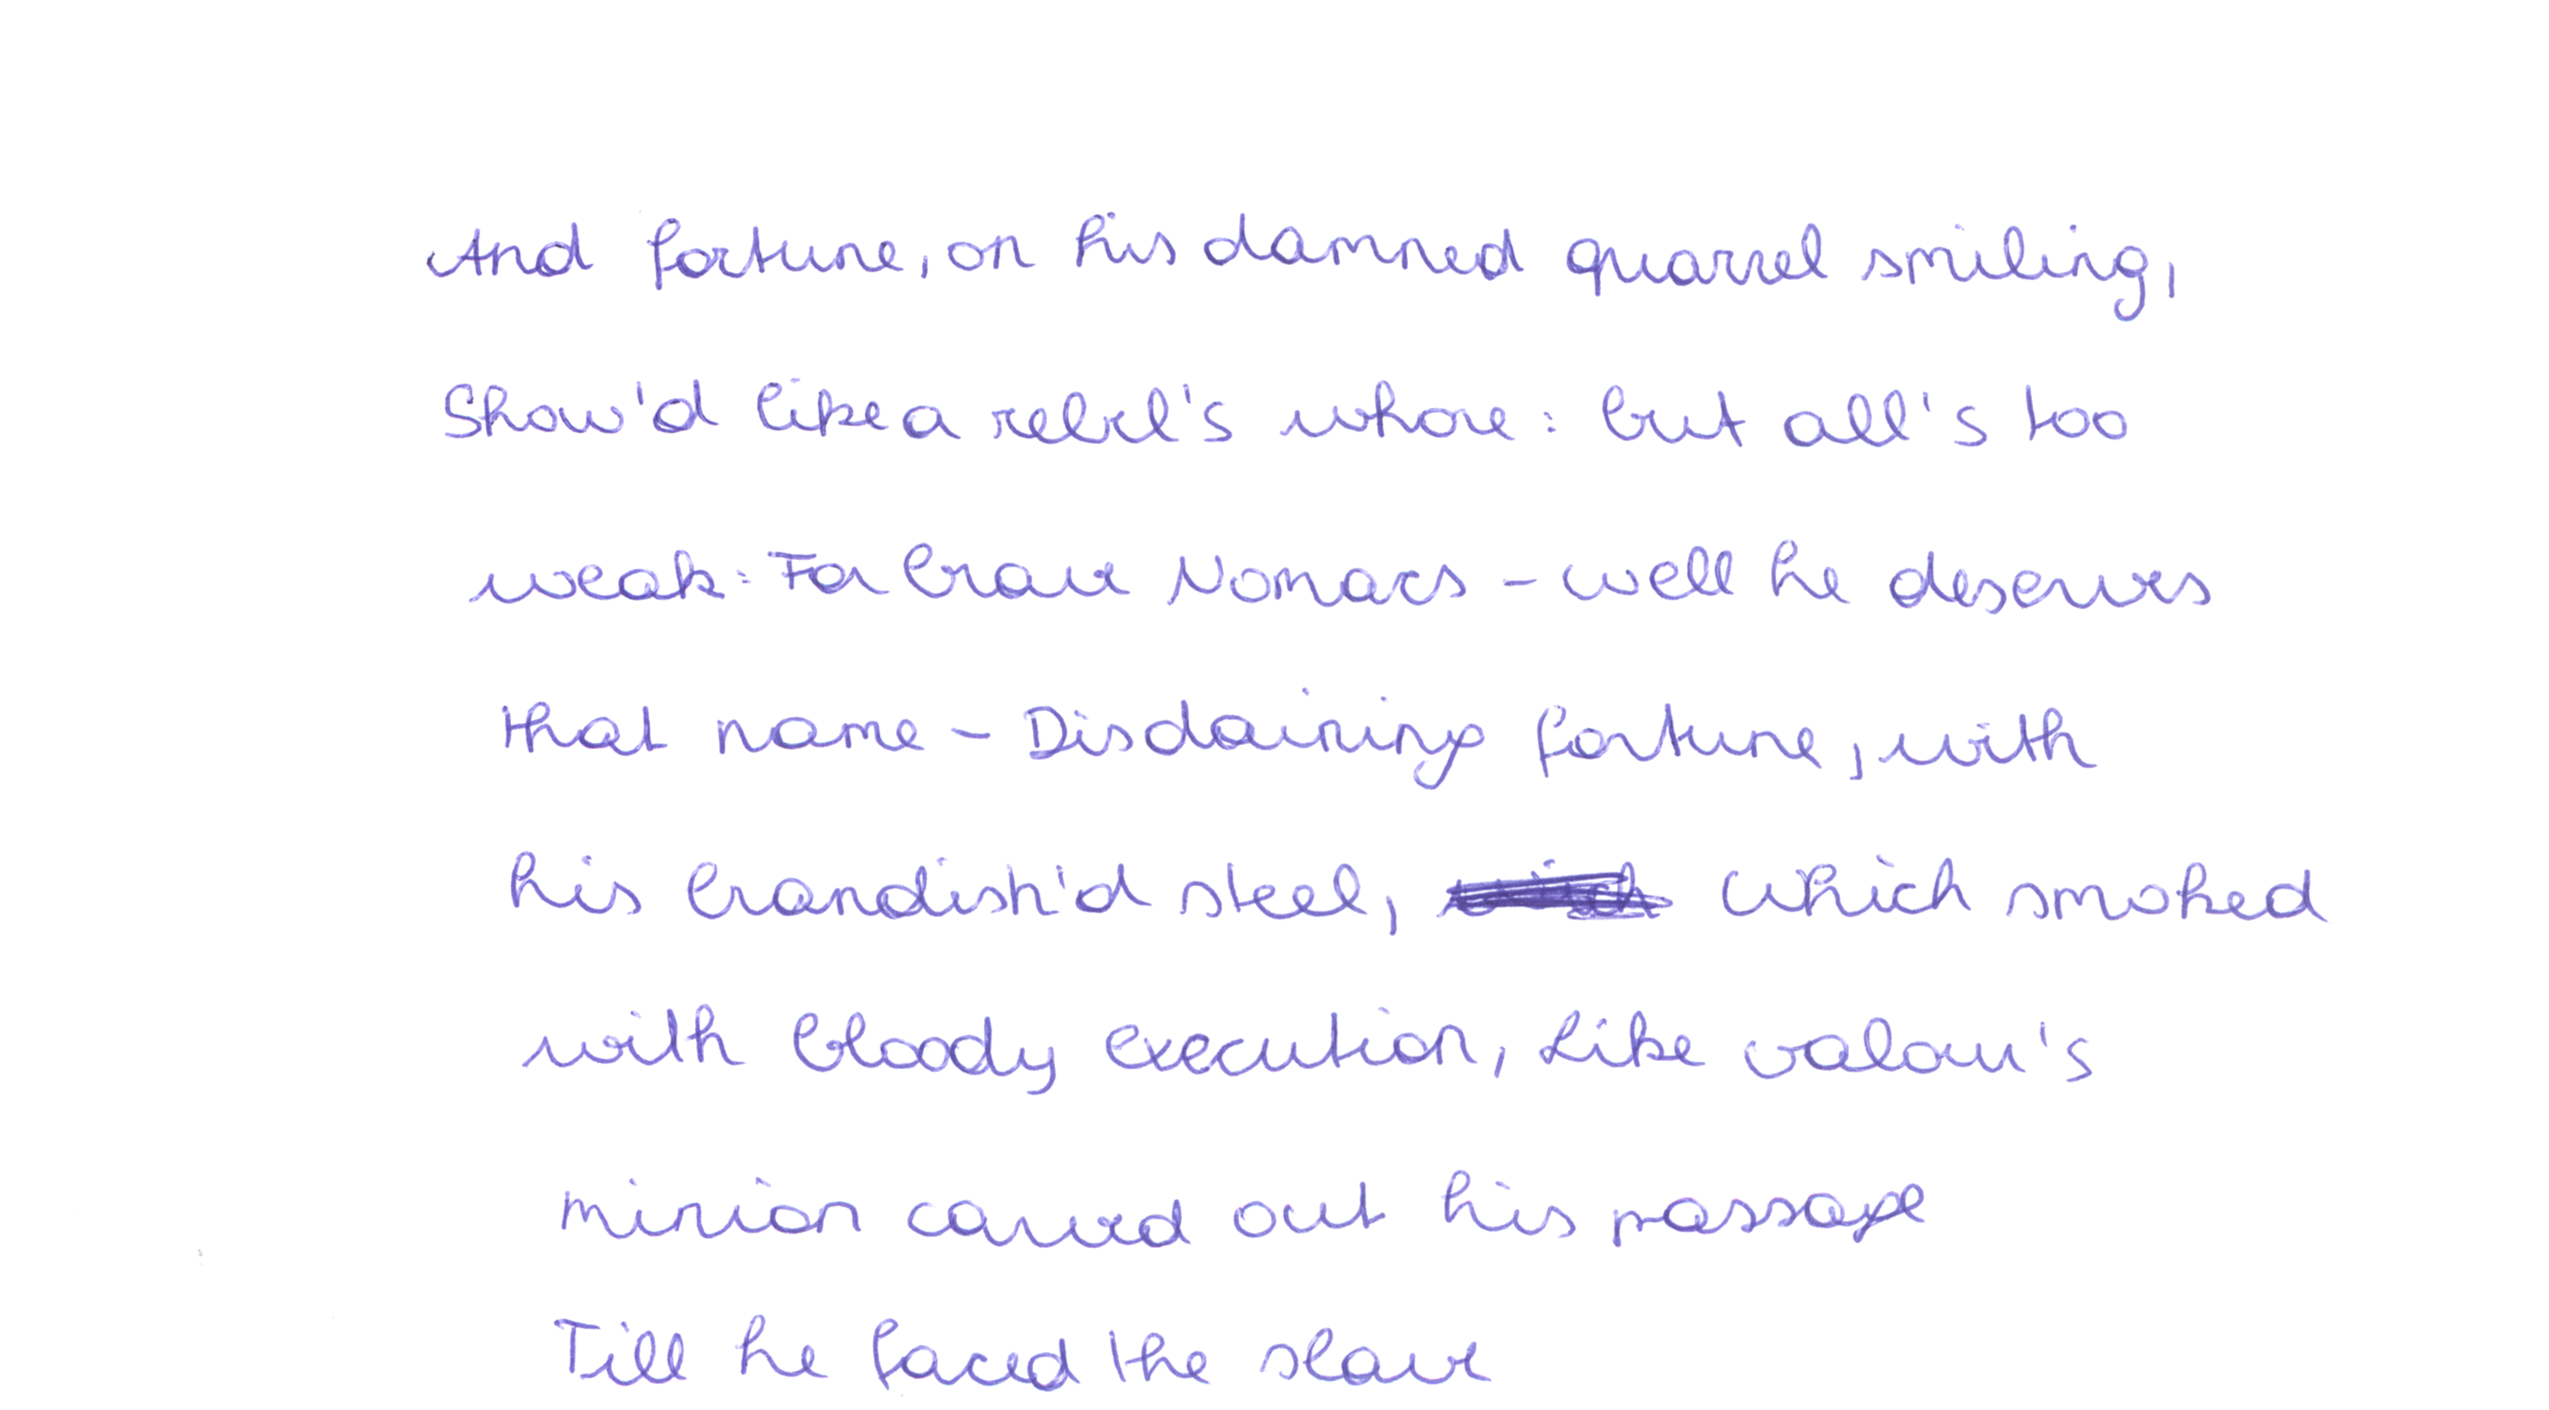 And fortune, on his damned quarrel smiling,
Show'd like a rebel's whore: but all's too
weak: For brave Nomacs - well he deserves
that name - Disdaining fortune, with
his brandish'd steel, which smoked
with bloody execution, Like valour's
minion carved out his passage
Till he faced the slave